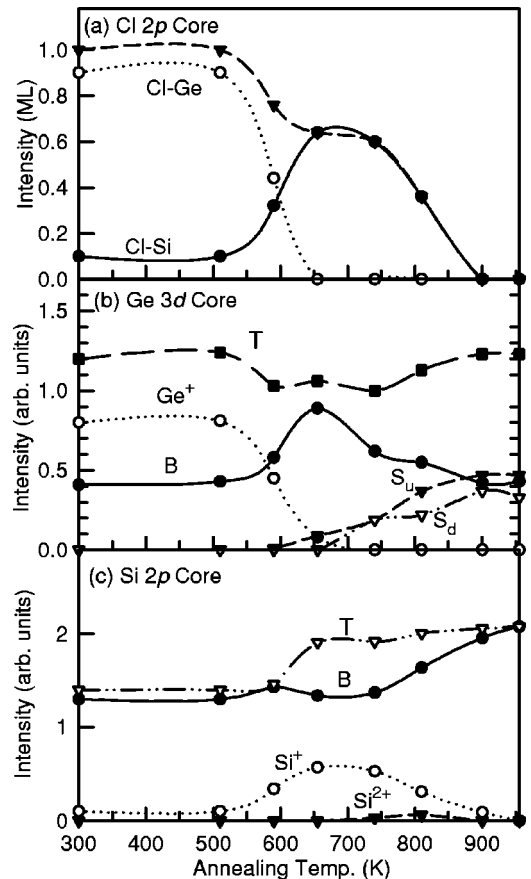 (a) Cl 2p Core
1.0
0.8
0.6
0.4
0.2
0.0
Intensity (ML)
Cl-Ge
Cl-Si
(b) Ge 3d Core
1.5
1.0
0.5
0.0
Intensity (arb. units)
T
Ge+
B
Su
Sd
(c) Si 2p Core
2
1
0
Intensity (arb. units)
T
B
Si+
Si2+
300 400 500 600 700 800 900
Annealing Temp. (K)